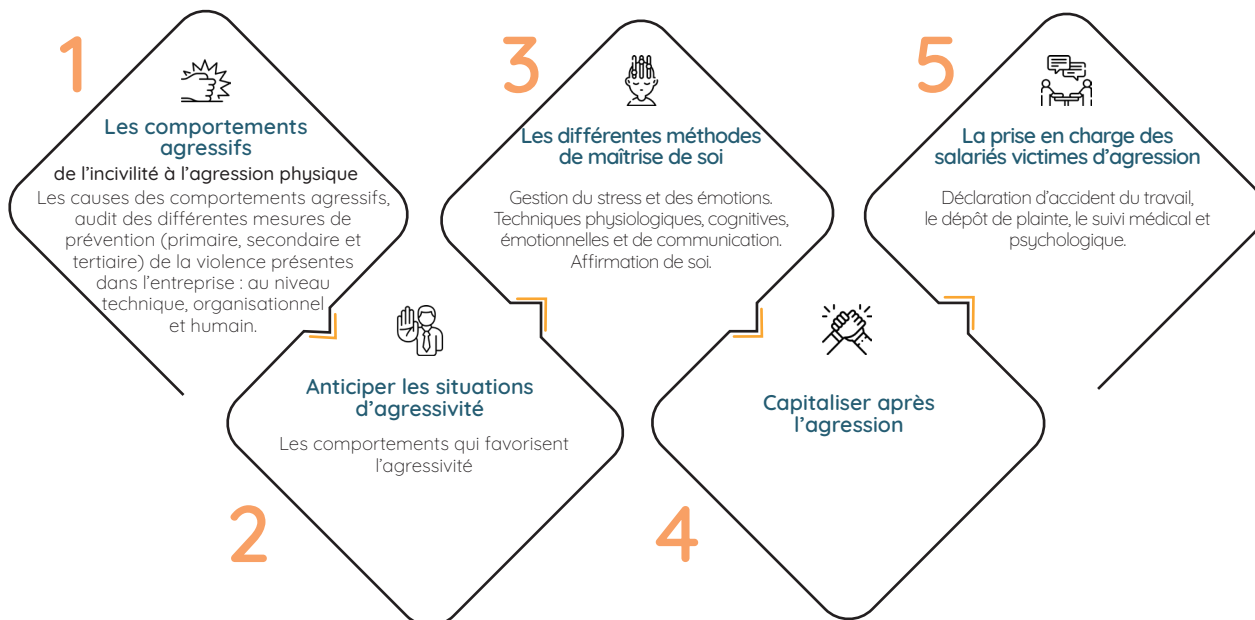 1
Les comportements
agressifs
de l'incivilité à l'agression physique
Les causes des comportements agressifs,
audit des différentes mesures de
prévention (primaire, secondaire et
tertiaire) de la violence présentes
dans l'entreprise : au niveau
technique, organisationnel
et humain.
2
Anticiper les situations
d'agressivité
Les comportements qui favorisent
l'agressivité
3
Les différentes méthodes
de maîtrise de soi
Gestion du stress et des émotions.
Techniques physiologiques, cognitives,
émotionnelles et de communication.
Affirmation de soi.
4
Capitaliser après
l'agression
5
La prise en charge des
salariés victimes d'agression
Déclaration d'accident du travail,
le dépôt de plainte, le suivi médical et
psychologique.